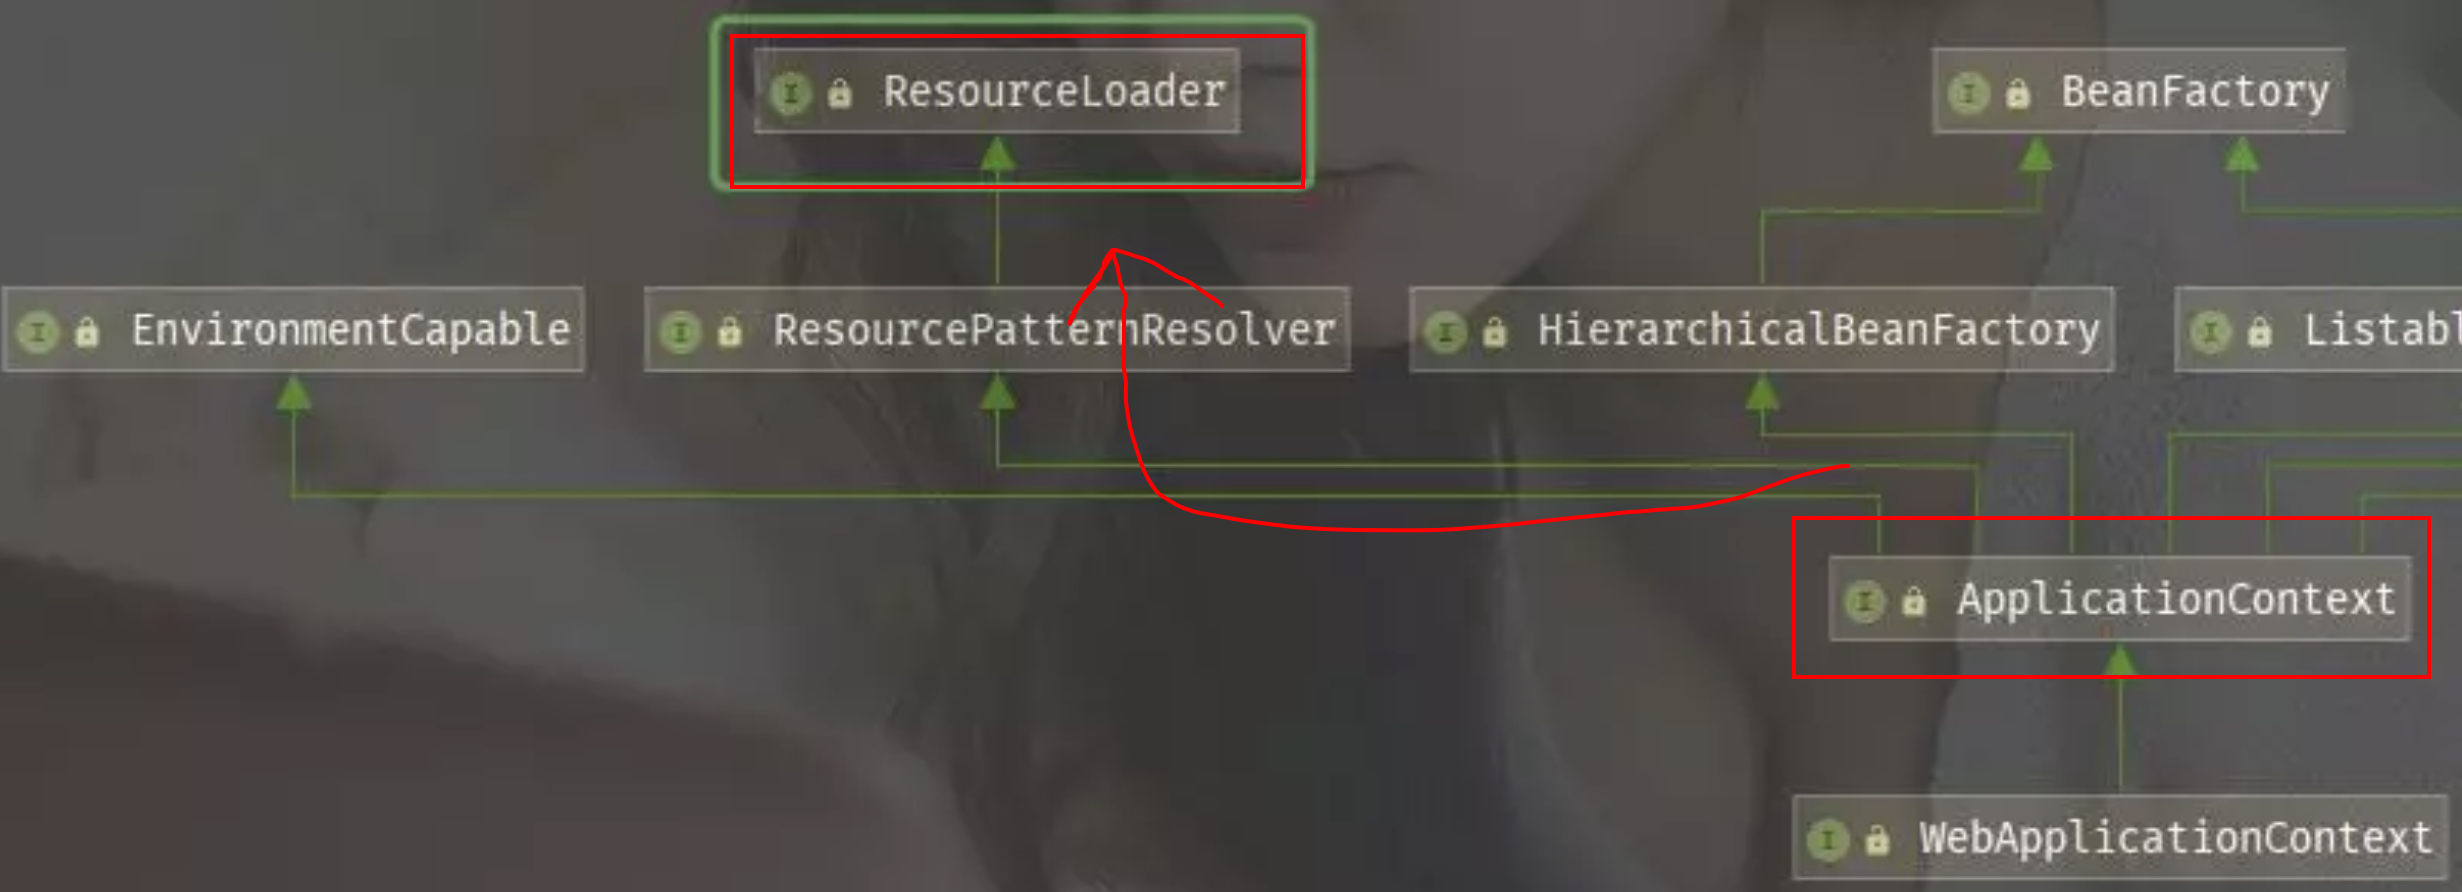 ResourceLoader
BeanFactory
EnvironmentCapable
ResourcePatternResolver
HierarchicalBeanFactory
Listabl
ApplicationContext
WebApplicationContext